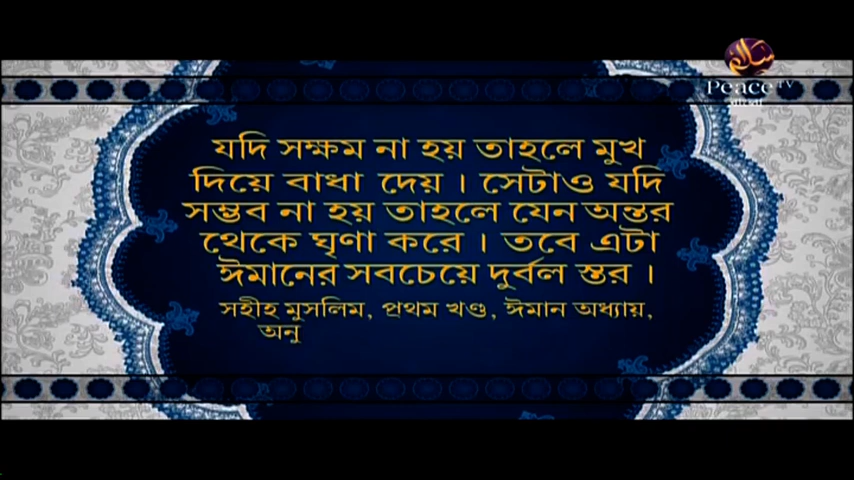 Peace TV
বাংলা
যদি সক্ষম না হয় তাহলে মুখ
দিয়ে বাধা দেয় । সেটাও যদি
সম্ভব না হয় তাহলে যেন অন্তর
থেকে ঘৃণা করে । তবে এটা
ঈমানের সবচেয়ে দুর্বল স্তর ।
সহীহ মুসলিম, প্রথম খণ্ড, ঈমান অধ্যায়,
অনু